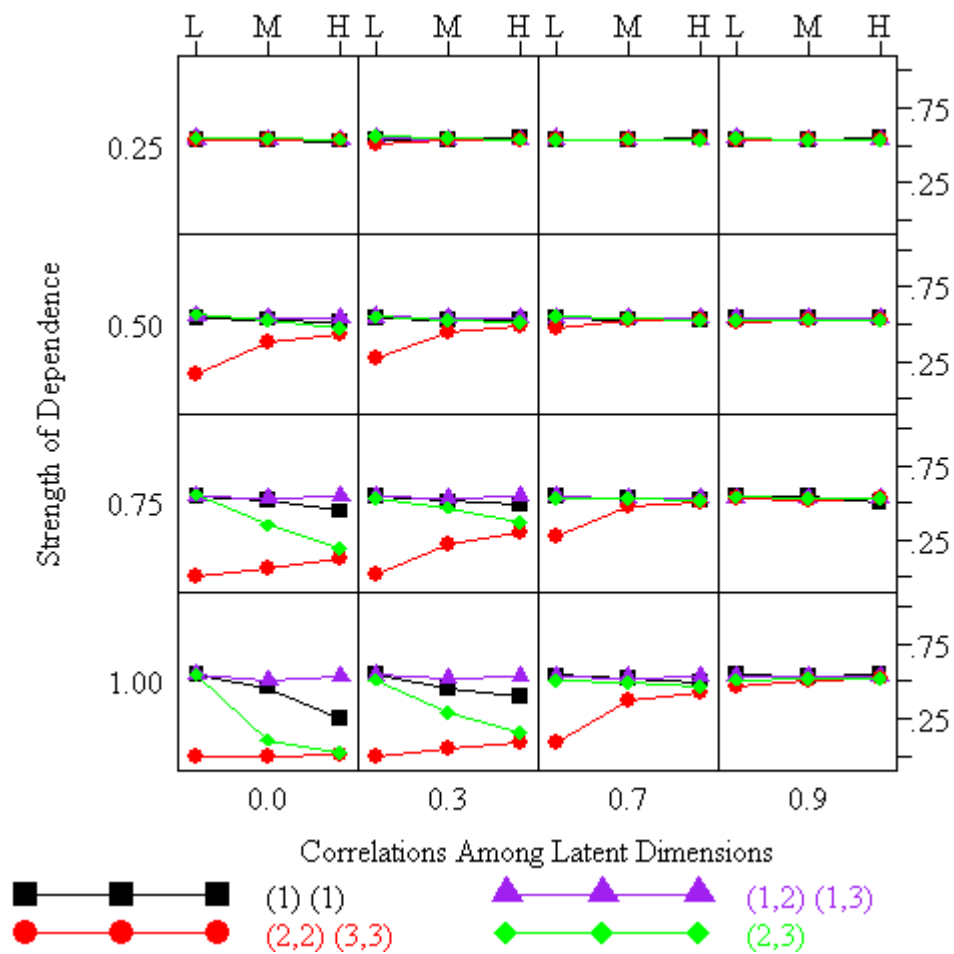 L M H L M H L M H L M H
0.25
.75
.25
0.50
.75
.25
0.75
.75
.25
1.00
.75
.25
Strength of Dependence
0.0 0.3 0.7 0.9
Correlations Among Latent Dimensions
(1) (1) (1,2) (1,3)
(2,2) (3,3) (2,3)